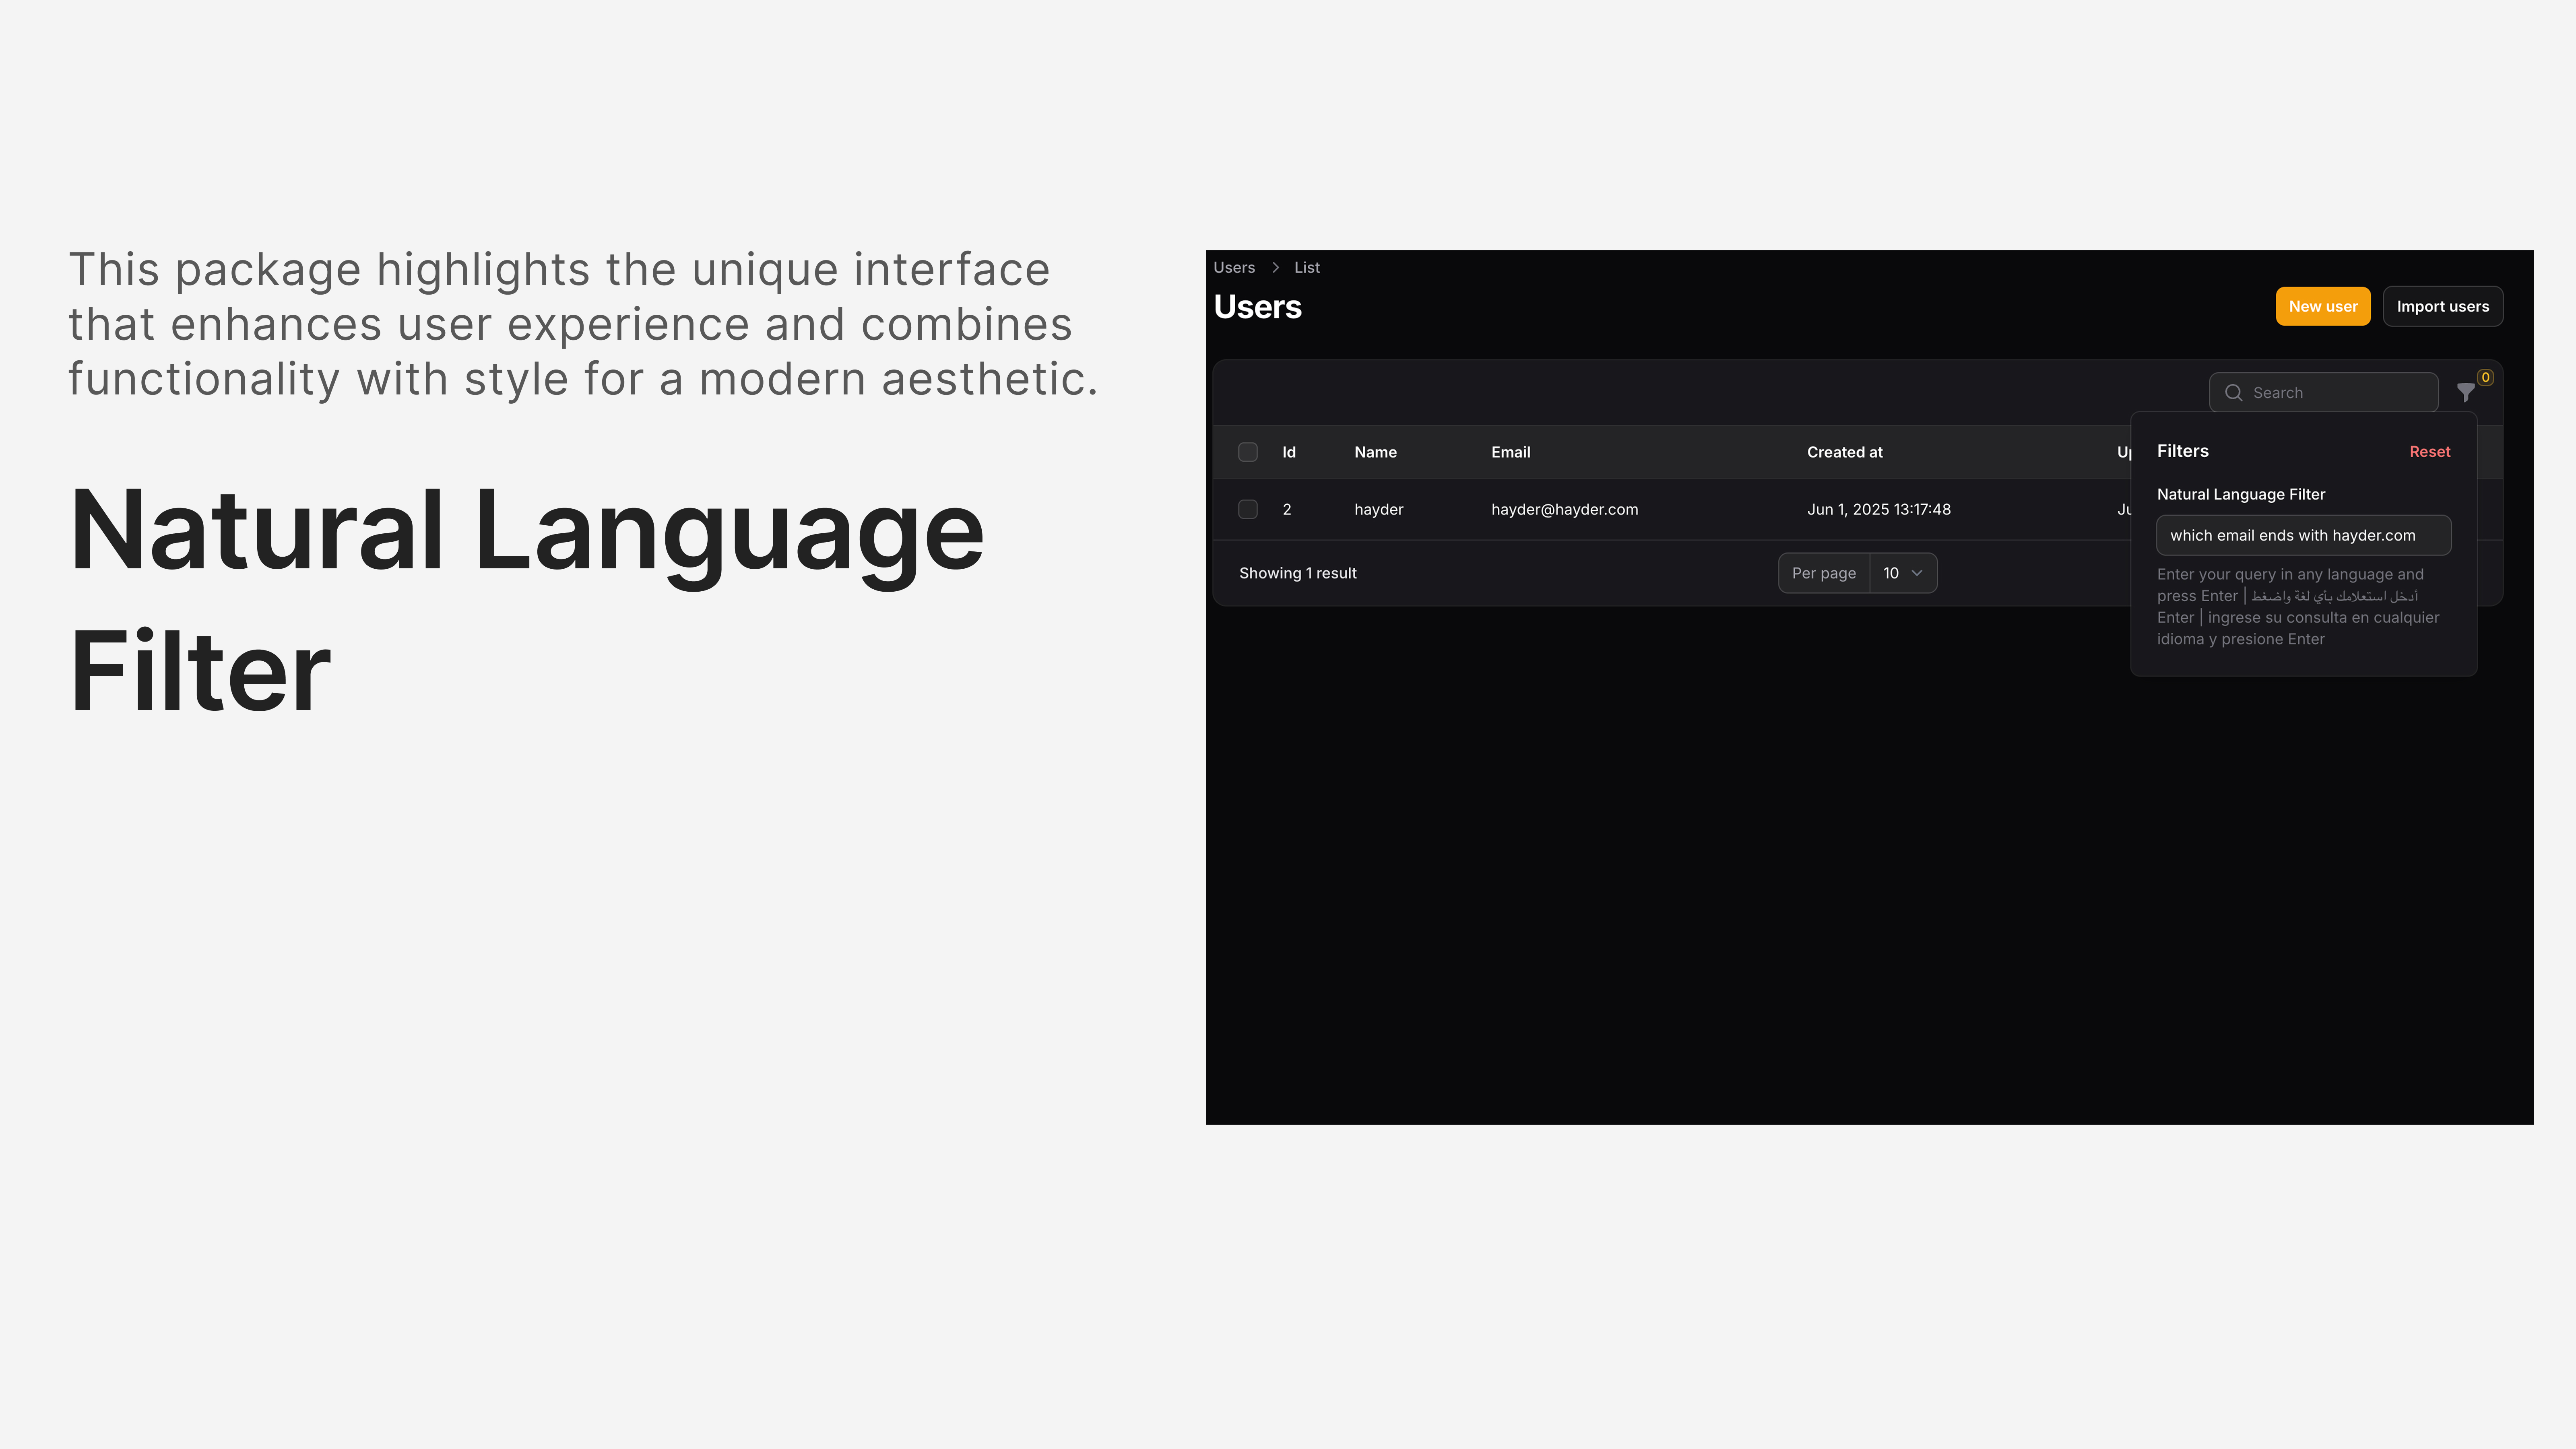 This package highlights the unique interface
that enhances user experience and combines
functionality with style for a modern aesthetic.
Natural Language
Filter
Users > List
Users
New user
Import users
Search
0
Id Name Email Created at
Filters
Reset
2 hayder hayder@hayder.com Jun 1, 2025 13:17:48
Natural Language Filter
which email ends with hayder.com
Enter your query in any language and
press Enter | أدخل استعلامك بأي لغة واضغط
Enter | ingrese su consulta en cualquier
idioma y presione Enter
Showing 1 result
Per page 10